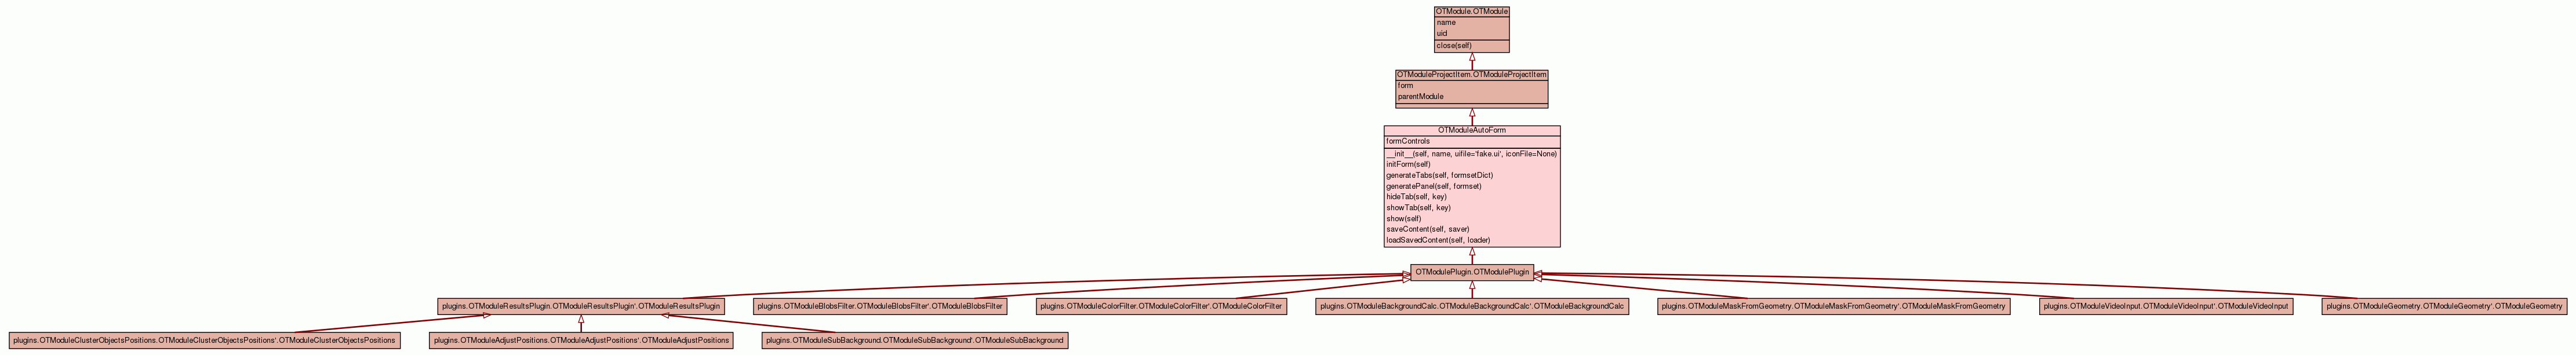 OTModule.OTModule
name
uid
close(self)
OTModuleProjectItem.OTModuleProjectItem
form
parentModule
OTModuleAutoForm
formControls
__init__(self, name, uifile='fake.ui', iconFile=None)
initForm(self)
generateTabs(self, formsetDict)
generatePanel(self, formset)
hideTab(self, key)
showTab(self, key)
show(self)
saveContent(self, saver)
loadSavedContent(self, loader)
OTModulePlugin.OTModulePlugin
plugins.OTModuleResultsPlugin.OTModuleResultsPlugin'.OTModuleResultsPlugin
plugins.OTModuleBlobsFilter.OTModuleBlobsFilter'.OTModuleBlobsFilter
plugins.OTModuleColorFilter.OTModuleColorFilter'.OTModuleColorFilter
plugins.OTModuleBackgroundCalc.OTModuleBackgroundCalc'.OTModuleBackgroundCalc
plugins.OTModuleMaskFromGeometry.OTModuleMaskFromGeometry'.OTModuleMaskFromGeometry
plugins.OTModuleVideoInput.OTModuleVideoInput'.OTModuleVideoInput
plugins.OTModuleGeometry.OTModuleGeometry'.OTModuleGeometry
plugins.OTModuleClusterObjectsPositions.OTModuleClusterObjectsPositions'.OTModuleClusterObjectsPositions
plugins.OTModuleAdjustPositions.OTModuleAdjustPositions'.OTModuleAdjustPositions
plugins.OTModuleSubBackground.OTModuleSubBackground'.OTModuleSubBackground